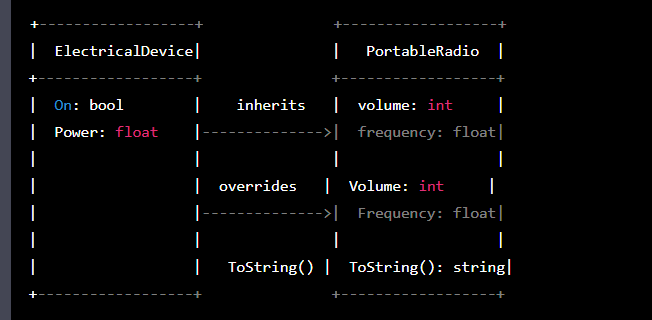 +------------------+               +------------------+
|  ElectricalDevice|               |   PortableRadio  |
+------------------+               +------------------+
|  On: bool        |    inherits   |  volume: int     |
|  Power: float    |-------------->|  frequency: float|
|                  |               |                  |
|                  |  overrides   |  Volume: int     |
|                  |-------------->|  Frequency: float|
|                  |               |                  |
|                  |   ToString() |  ToString(): string|
+------------------+               +------------------+